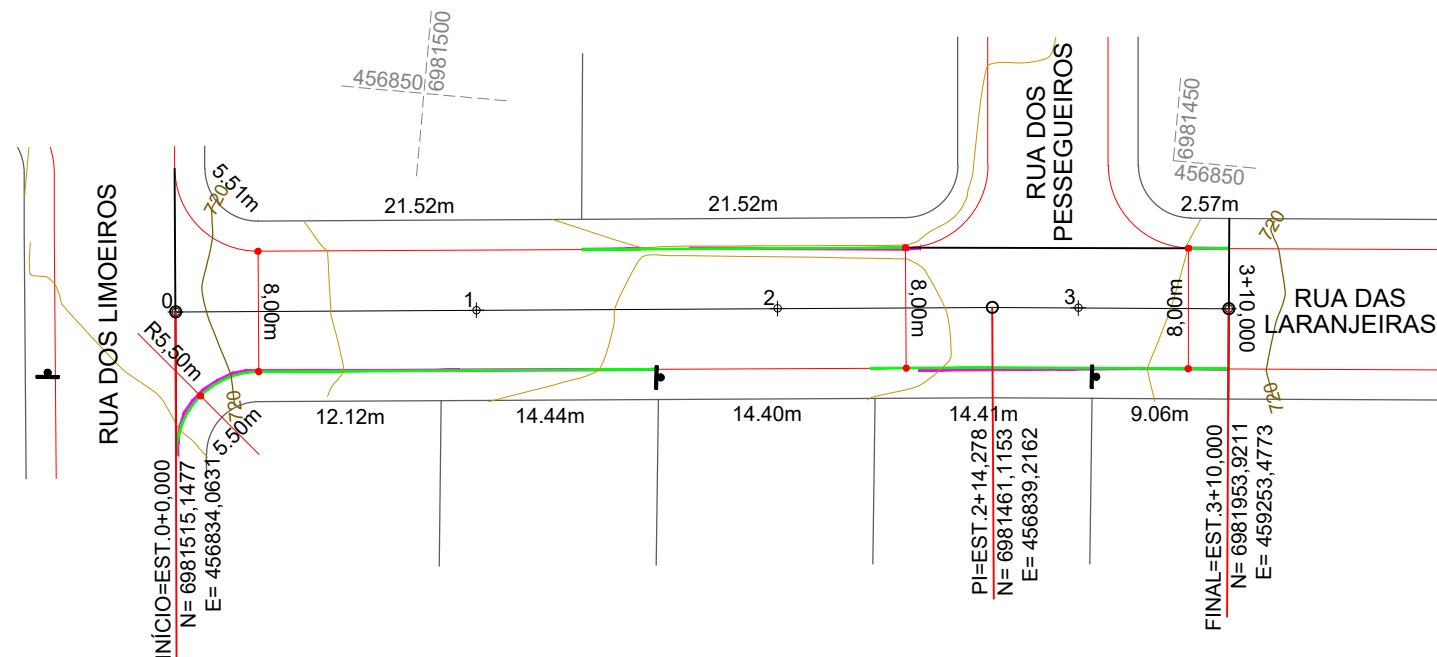 456850
6981500
6981450
456850
RUA DOS
PESSEGUEIROS
RUA DOS LIMOEIROS
5.51m
720
21.52m
21.52m
2.57m
720
0
1
2
3
8,00m
8,00m
8,00m
3+10,000
RUA DAS
LARANJEIRAS
R5,50m
720
5.50m
12.12m
14.44m
14.40m
14.41m
9.06m
720
INÍCIO=EST.0+0,000
N= 6981515,1477
E= 456834,0631
PI=EST.2+14,278
N= 6981461,1153
E= 456839,2162
FINAL=EST.3+10,000
N= 6981953,9211
E= 459253,4773